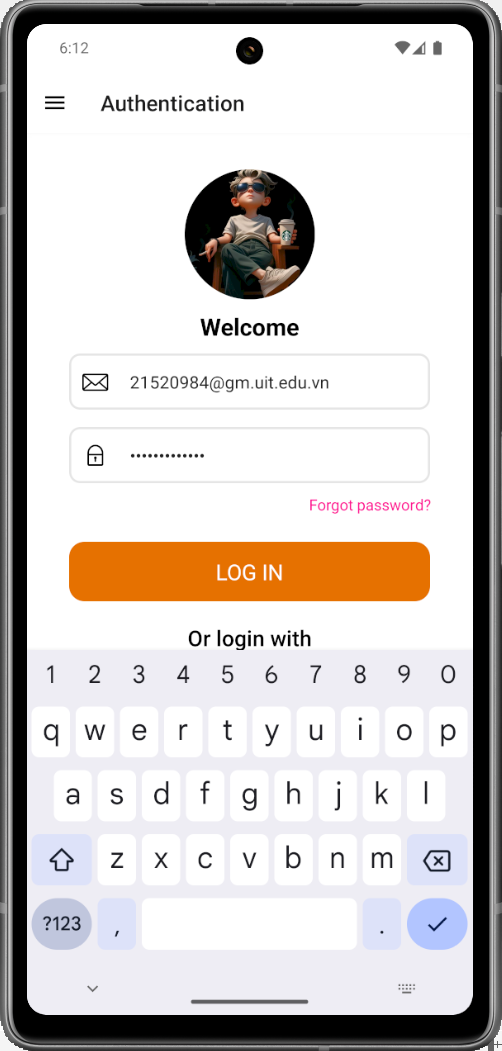 6:12
Authentication
Welcome
21520984@gm.uit.edu.vn
•••••••••••••
Forgot password?
LOG IN
Or login with
1 2 3 4 5 6 7 8 9 0
q w e r t y u i o p
a s d f g h j k l
z x c v b n m
?123 , .